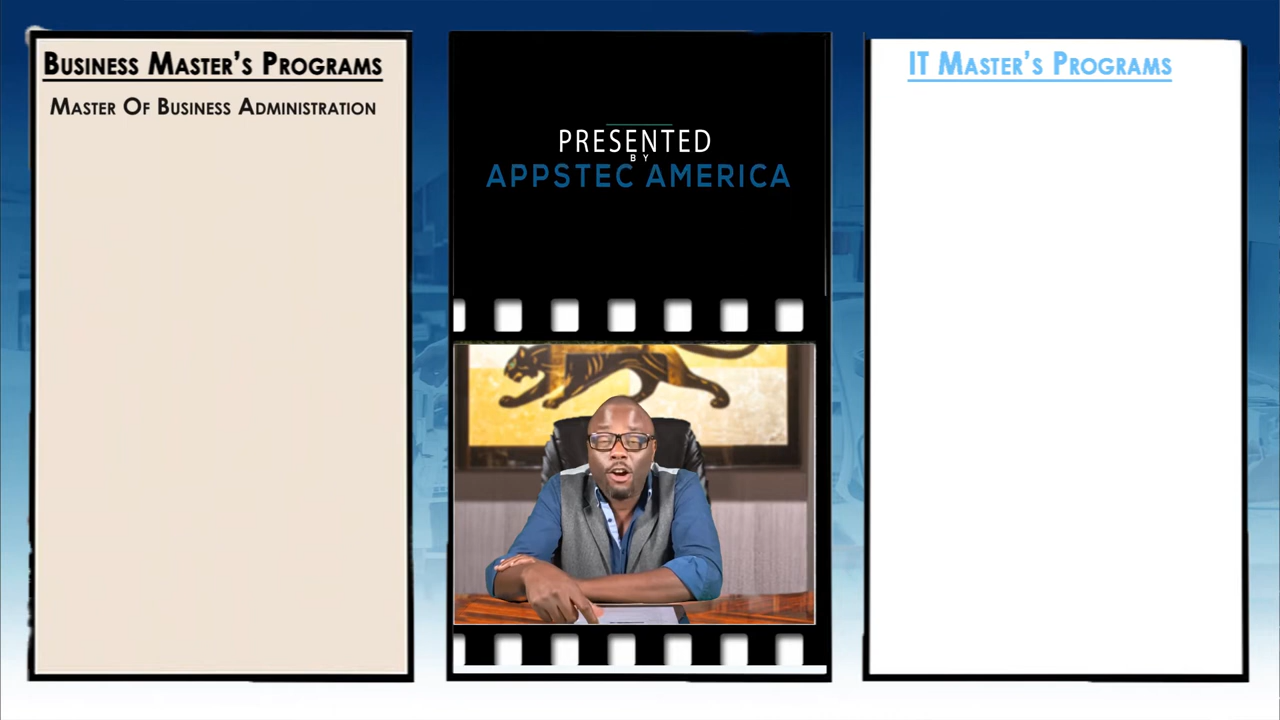 Business Master's Programs
Master Of Business Administration
PRESENTED
BY
APPSTEC AMERICA
IT Master's Programs